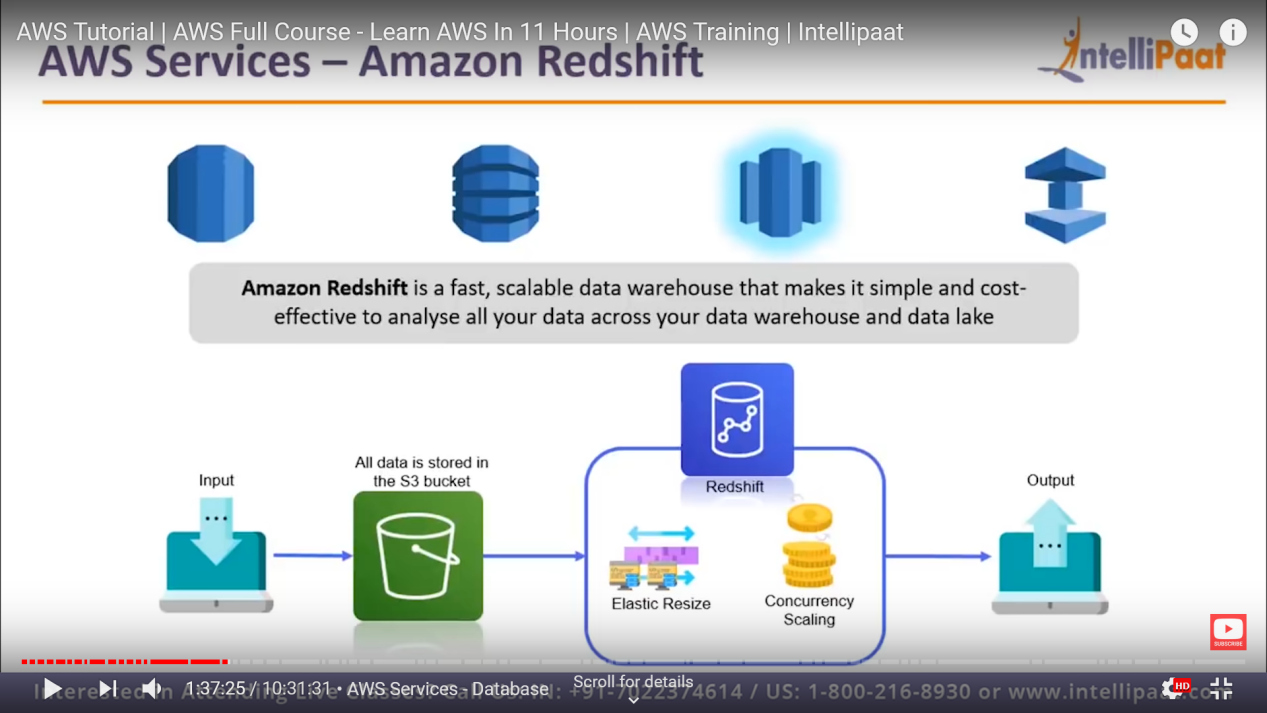 AWS Tutorial | AWS Full Course - Learn AWS In 11 Hours | AWS Training | Intellipaat
AWS Services – Amazon Redshift
IntelliPaat
Amazon Redshift is a fast, scalable data warehouse that makes it simple and cost-
effective to analyse all your data across your data warehouse and data lake
Input
All data is stored in
the S3 bucket
Redshift
Elastic Resize
Concurrency
Scaling
Output
SUBSCRIBE
1:37:25 / 10:31:31 • AWS Services - Database
Scroll for details
HD
+91-7022374614 / US: 1-800-216-8930 or www.intellipaat.com